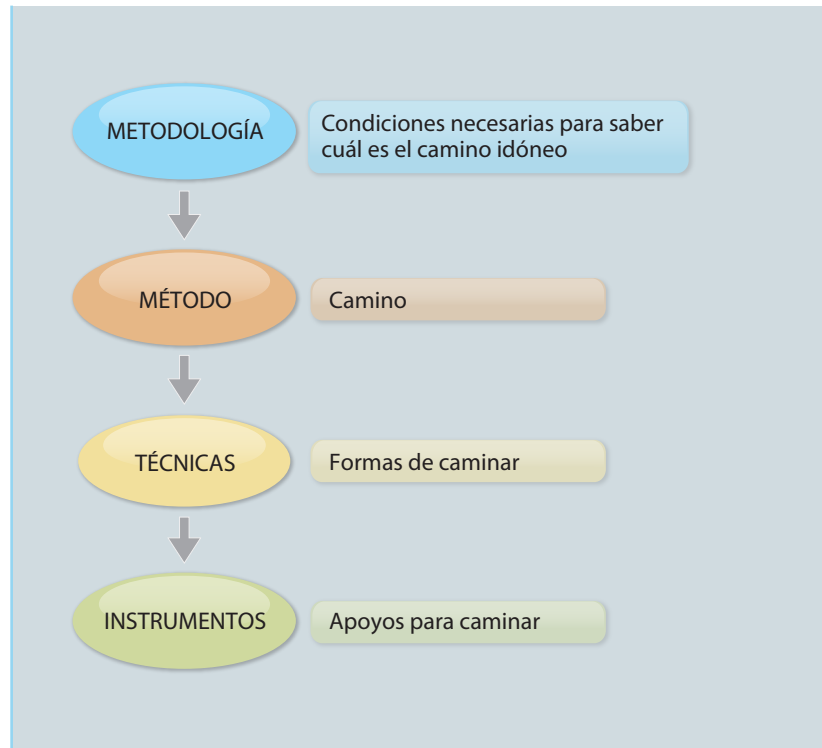 METODOLOGÍA
Condiciones necesarias para saber
cuál es el camino idóneo
MÉTODO
Camino
TÉCNICAS
Formas de caminar
INSTRUMENTOS
Apoyos para caminar